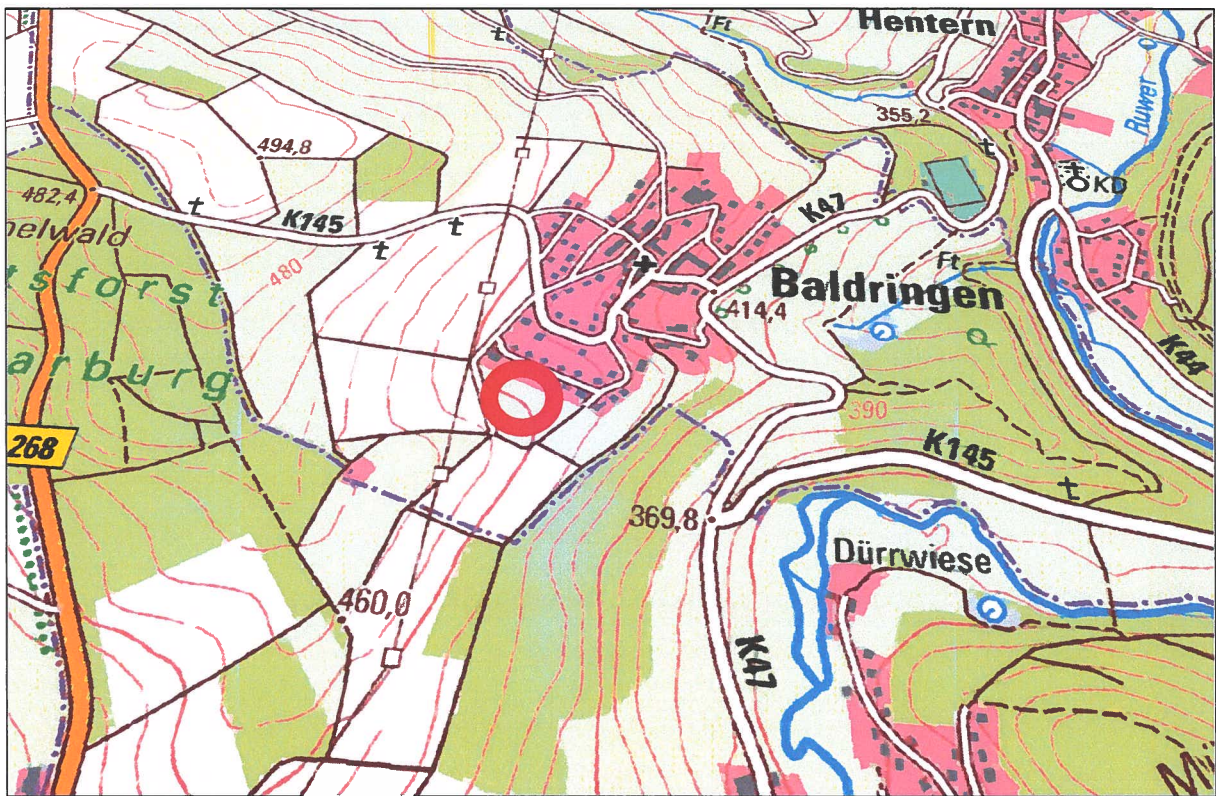 Ft
Hentern
Ruwer
355,2
494,8
482,4
KD
K145
K47
elwald
480
Ft
tsforst
Baldringen
414,4
arburg
K44
390
268
K145
369,8
Dürrwiese
460,0
K47